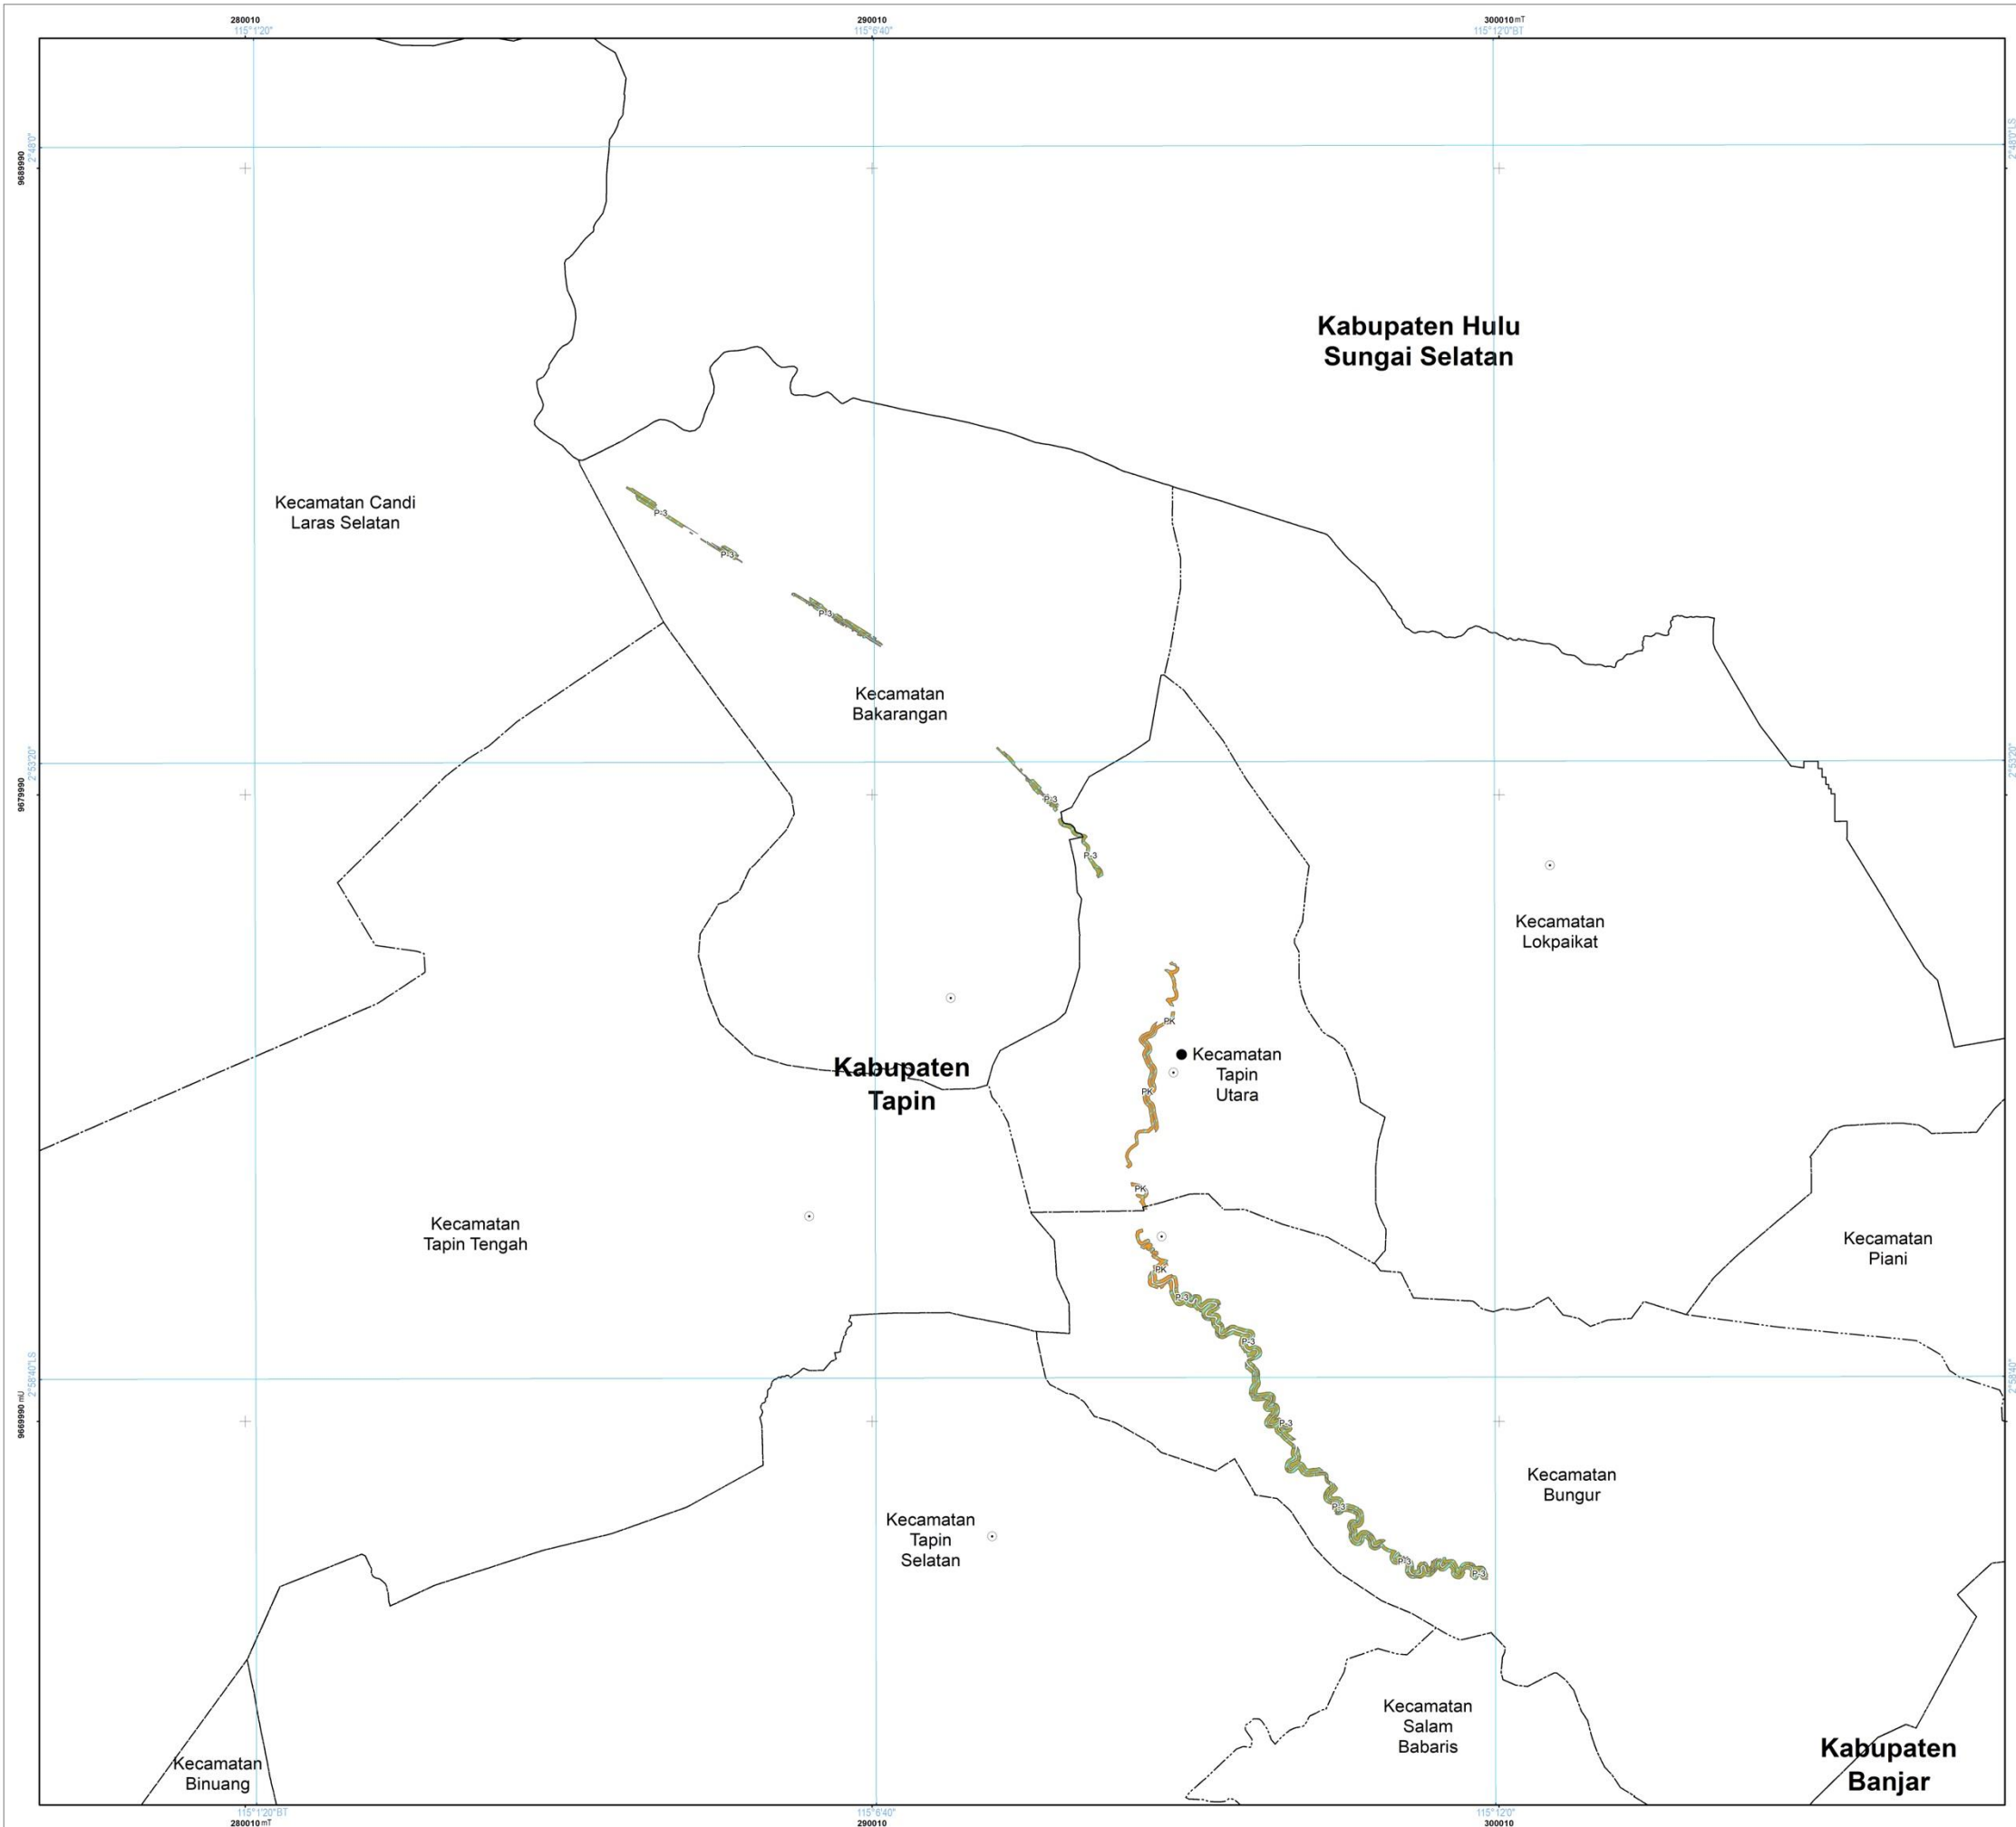 280010
290010
300010 mT
115°1'20"
115°6'40"
115°12'0"BT
2°48'0"
2°48'0"LS
9689990
Kabupaten Hulu
Sungai Selatan
Kecamatan Candi
Laras Selatan
P-3
P-3
P-3
Kecamatan
Bakarangan
2°53'20"
2°53'20"
9679990
P-3
P-3
Kecamatan
Lokpaikat
PK
Kecamatan
Tapin
Utara
Kabupaten
Tapin
PK
PK
Kecamatan
Tapin Tengah
Kecamatan
Piani
PK
P-3
P-3
2°58'40"LS
2°58'40"
9669990 mU
P-3
Kecamatan
Bungur
P-3
Kecamatan
Tapin
Selatan
P-3
P-3
Kecamatan
Salam
Babaris
Kecamatan
Binuang
Kabupaten
Banjar
115°1'20"BT
115°6'40"
115°12'0"
280010 mT
290010
300010